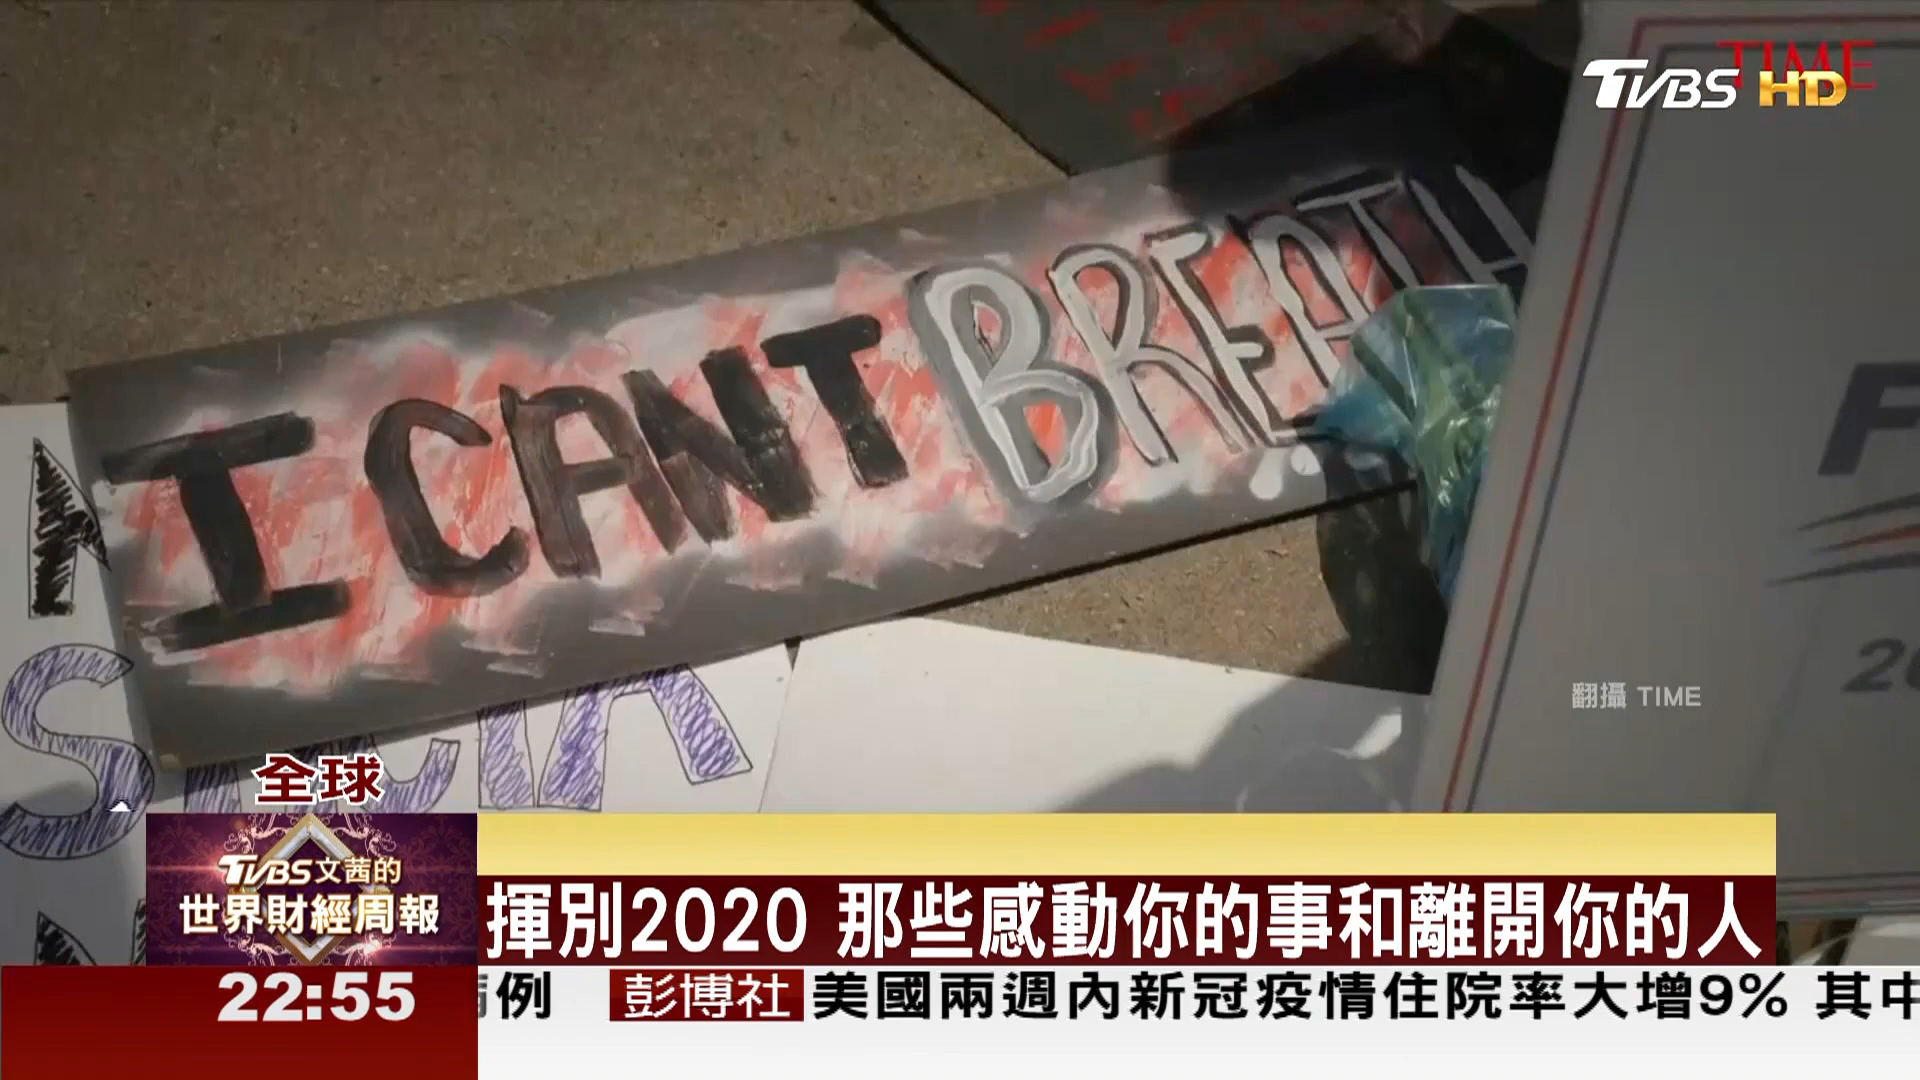 TIME
TVBS HD
I CANT BREATH
F
20
翻攝 TIME
全球
TVBS文茜的
世界財經周報
揮別2020 那些感動你的事和離開你的人
22:55
例 彭博社 美國兩週內新冠疫情住院率大增9% 其中